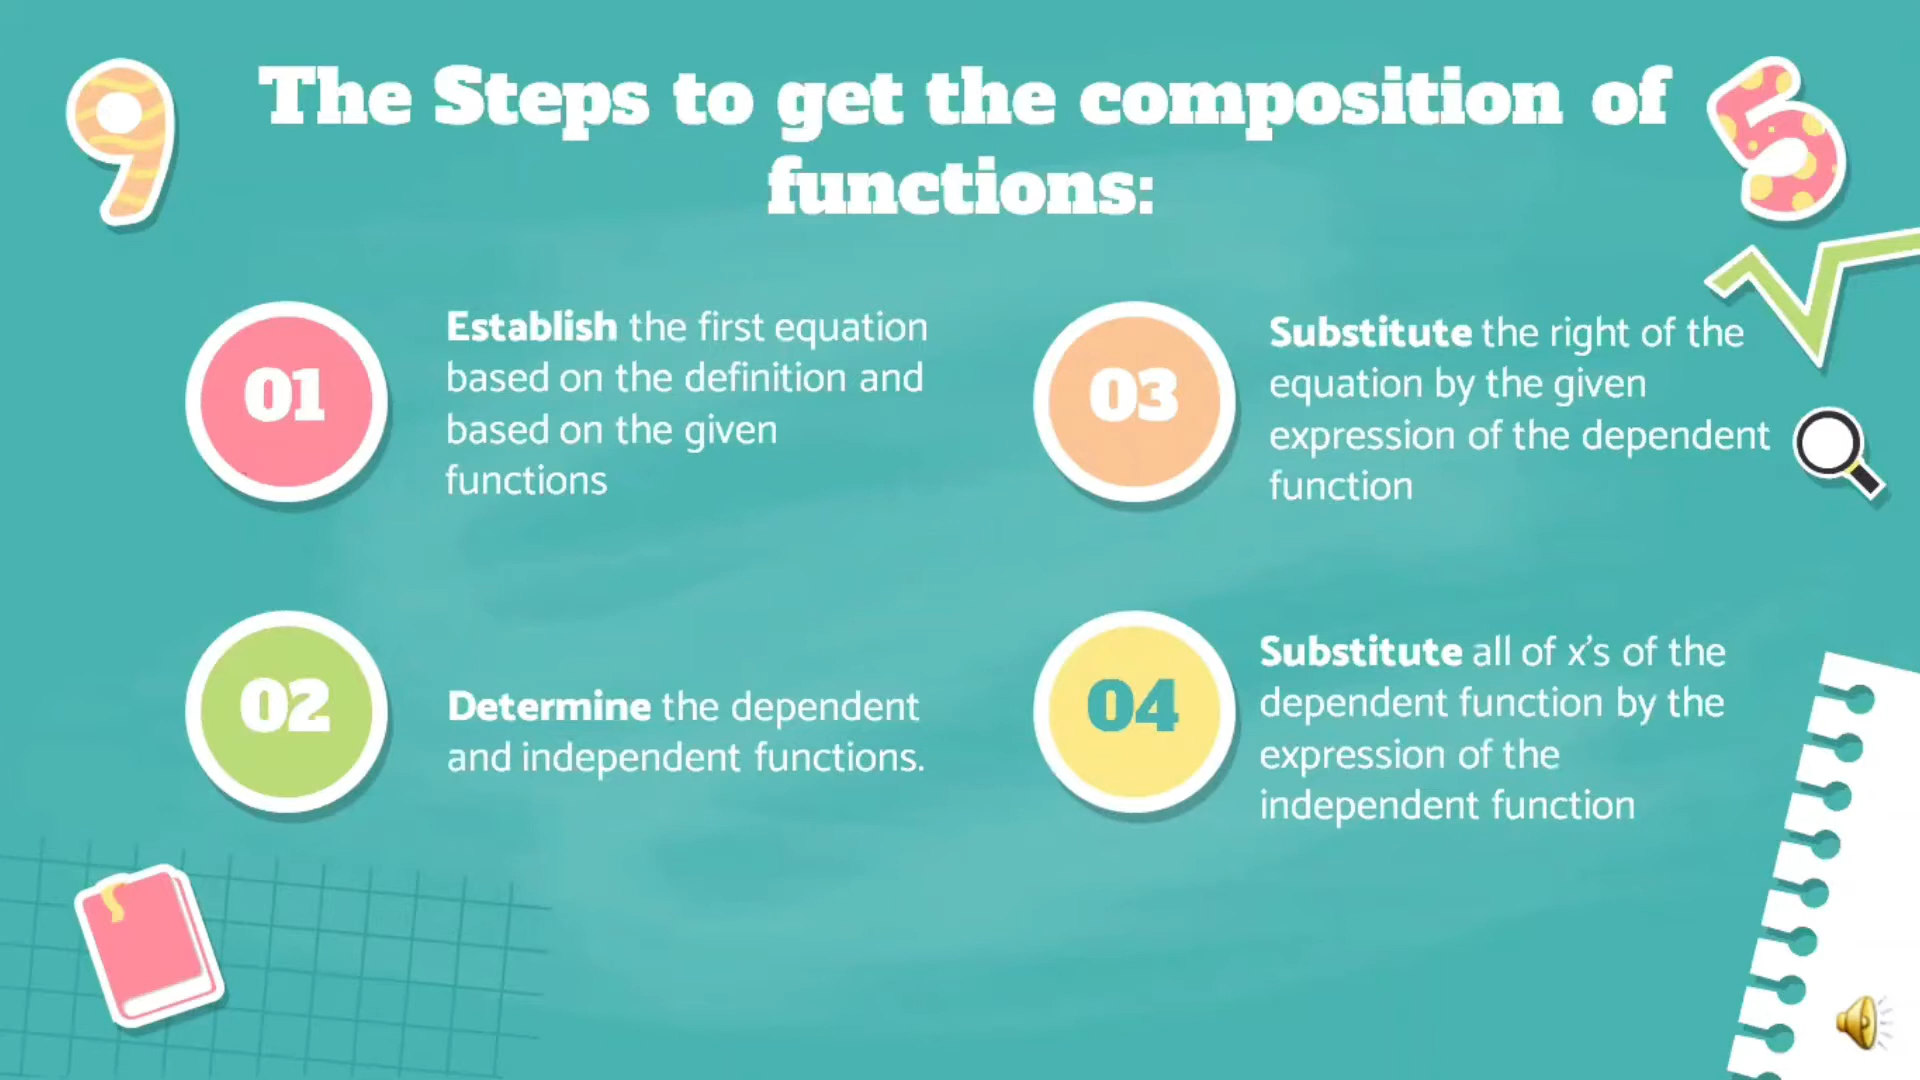 The Steps to get the composition of
functions:
9
5
01
Establish the first equation
based on the definition and
based on the given
functions
02
Determine the dependent
and independent functions.
03
Substitute the right of the
equation by the given
expression of the dependent
function
04
Substitute all of x's of the
dependent function by the
expression of the
independent function